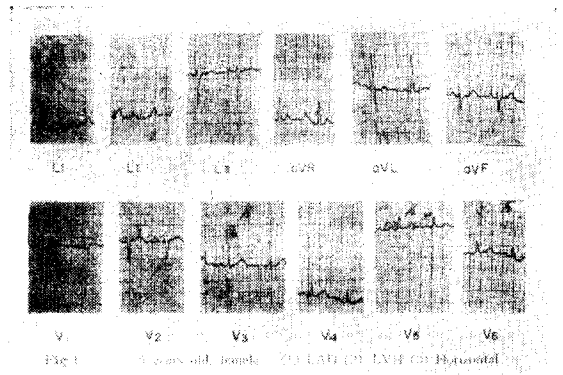 L1 L2 L3 aVR aVL aVF
V1 V2 V3 V4 V5 V6
Fig 1 years old, female (1) LAD (2) LVH (3) Horizontal